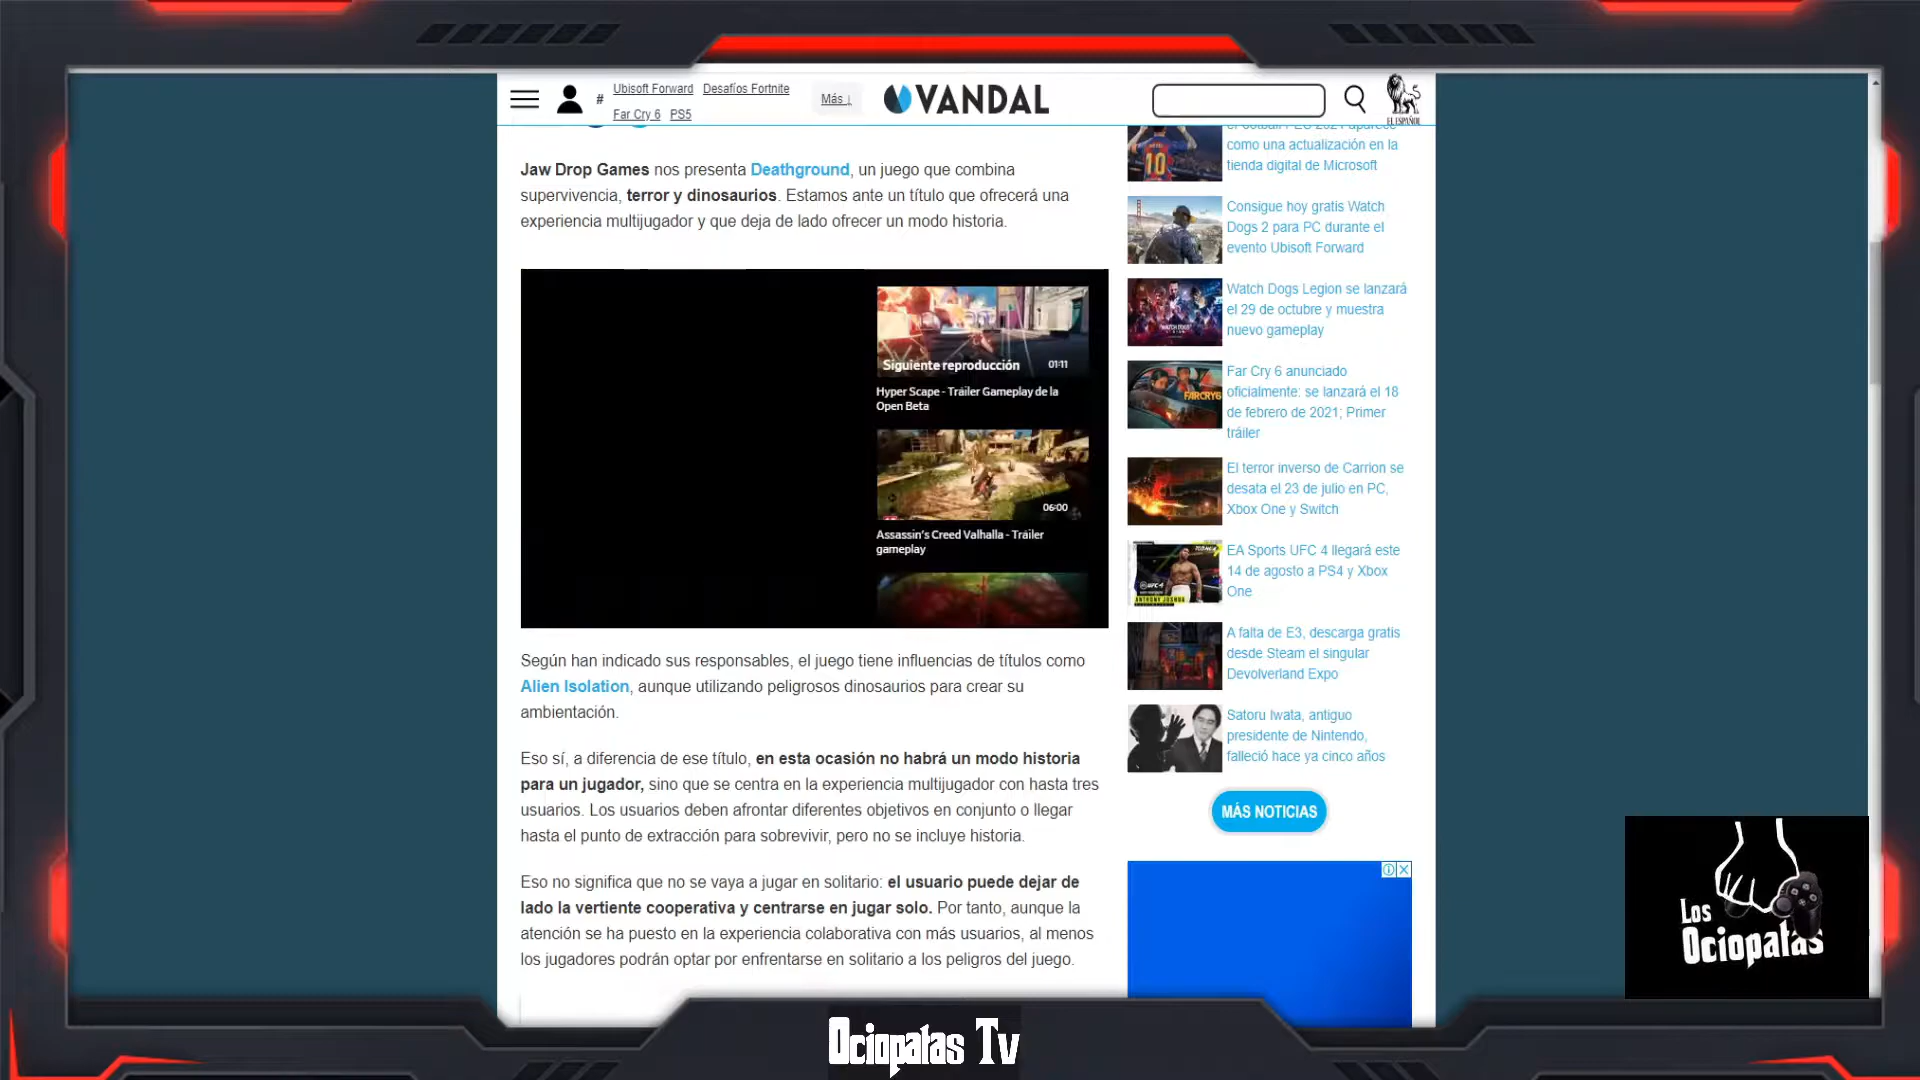 Ubisoft Forward Desafíos Fortnite
#
Far Cry 6 PS5
Más ↓
VANDAL
EL ESPAÑOL
Jaw Drop Games nos presenta Deathground, un juego que combina
supervivencia, terror y dinosaurios. Estamos ante un título que ofrecerá una
experiencia multijugador y que deja de lado ofrecer un modo historia.
Siguiente reproducción 01:11
Hyper Scape - Tráiler Gameplay de la
Open Beta
06:00
Assassin's Creed Valhalla - Tráiler
gameplay
Según han indicado sus responsables, el juego tiene influencias de títulos como
Alien Isolation, aunque utilizando peligrosos dinosaurios para crear su
ambientación.
Eso sí, a diferencia de ese título, en esta ocasión no habrá un modo historia
para un jugador, sino que se centra en la experiencia multijugador con hasta tres
usuarios. Los usuarios deben afrontar diferentes objetivos en conjunto o llegar
hasta el punto de extracción para sobrevivir, pero no se incluye historia.
Eso no significa que no se vaya a jugar en solitario: el usuario puede dejar de
lado la vertiente cooperativa y centrarse en jugar solo. Por tanto, aunque la
atención se ha puesto en la experiencia colaborativa con más usuarios, al menos
los jugadores podrán optar por enfrentarse en solitario a los peligros del juego.
10
como una actualización en la
tienda digital de Microsoft
Consigue hoy gratis Watch
Dogs 2 para PC durante el
evento Ubisoft Forward
Watch Dogs Legion se lanzará
el 29 de octubre y muestra
nuevo gameplay
FARCRY6
Far Cry 6 anunciado
oficialmente: se lanzará el 18
de febrero de 2021; Primer
tráiler
El terror inverso de Carrion se
desata el 23 de julio en PC,
Xbox One y Switch
UFC 4
ANTHONY JOSHUA
EA Sports UFC 4 llegará este
14 de agosto a PS4 y Xbox
One
A falta de E3, descarga gratis
desde Steam el singular
Devolverland Expo
Satoru Iwata, antiguo
presidente de Nintendo,
falleció hace ya cinco años
MÁS NOTICIAS
Los
Ociopatas
Ociopatas Tv